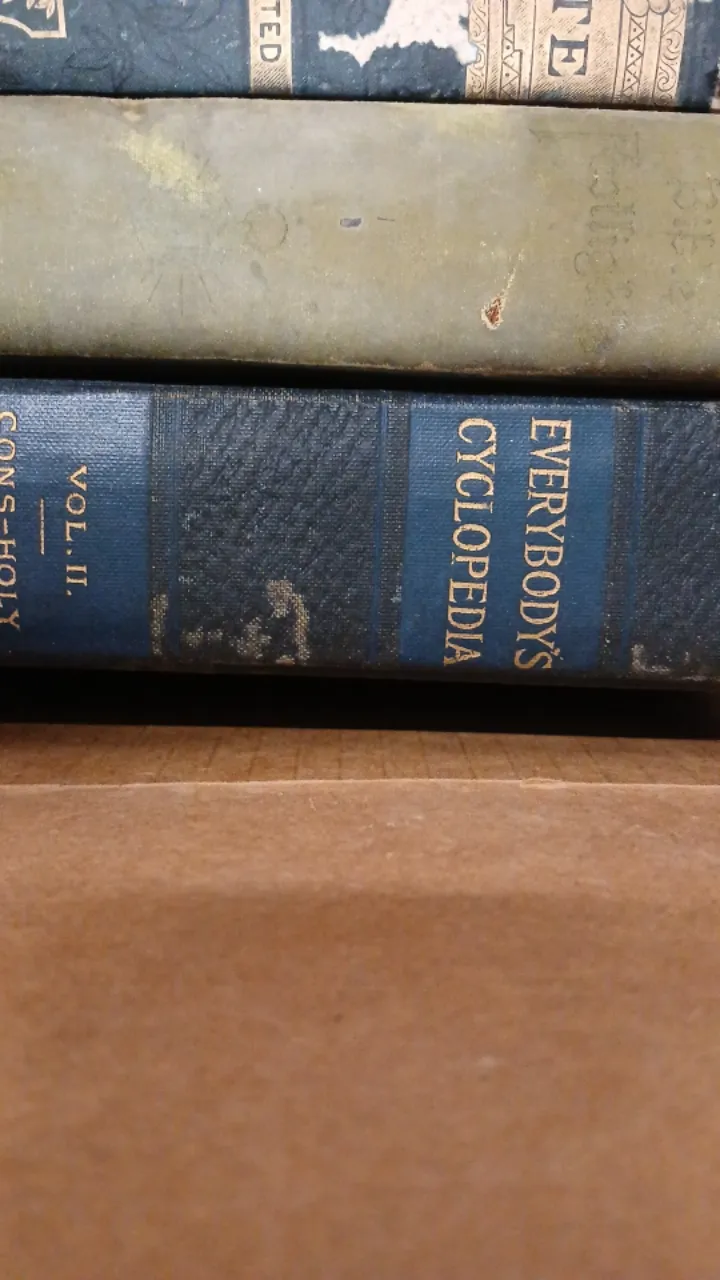 TED
TE
EVERYBODY'S
CYCLOPEDIA
VOL. II.
CONS-HOLY